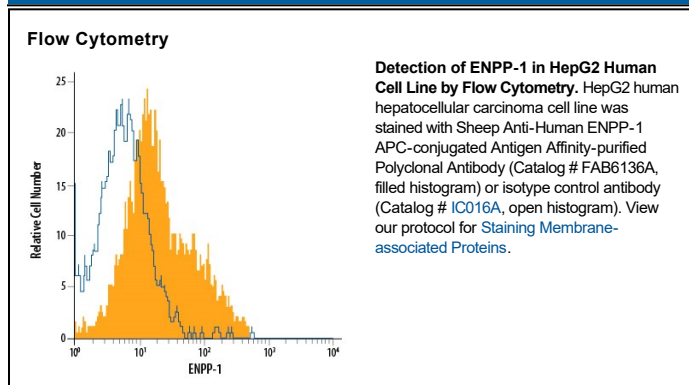 Flow Cytometry
25
20
15
10
5
0
Relative Cell Number
10⁰ 10¹ 10² 10³ 10⁴
ENPP-1
Detection of ENPP-1 in HepG2 Human
Cell Line by Flow Cytometry. HepG2 human
hepatocellular carcinoma cell line was
stained with Sheep Anti-Human ENPP-1
APC-conjugated Antigen Affinity-purified
Polyclonal Antibody (Catalog # FAB6136A,
filled histogram) or isotype control antibody
(Catalog # IC016A, open histogram). View
our protocol for Staining Membrane-
associated Proteins.